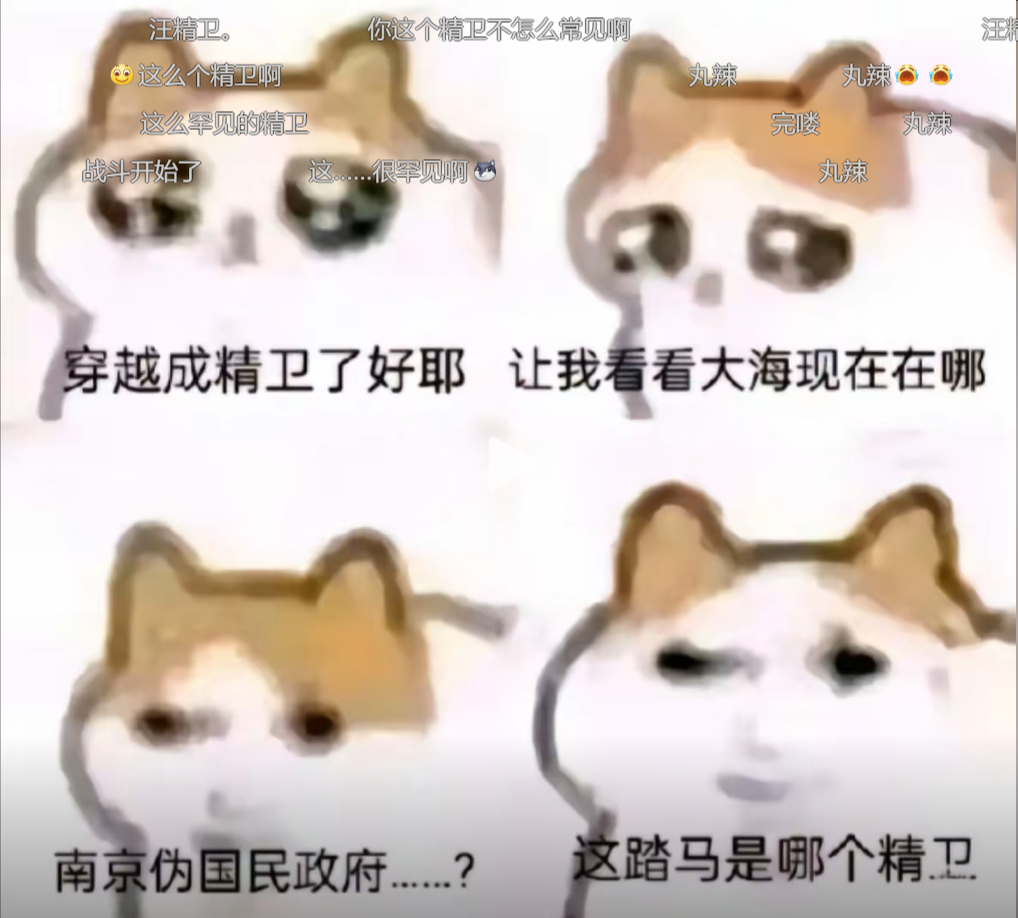 汪精卫。
你这个精卫不怎么常见啊
汪精
这么个精卫啊
丸辣
丸辣
这么罕见的精卫
完喽
丸辣
战斗开始了
这……很罕见啊
丸辣
穿越成精卫了好耶
让我看看大海现在在哪
南京伪国民政府……?
这踏马是哪个精卫……